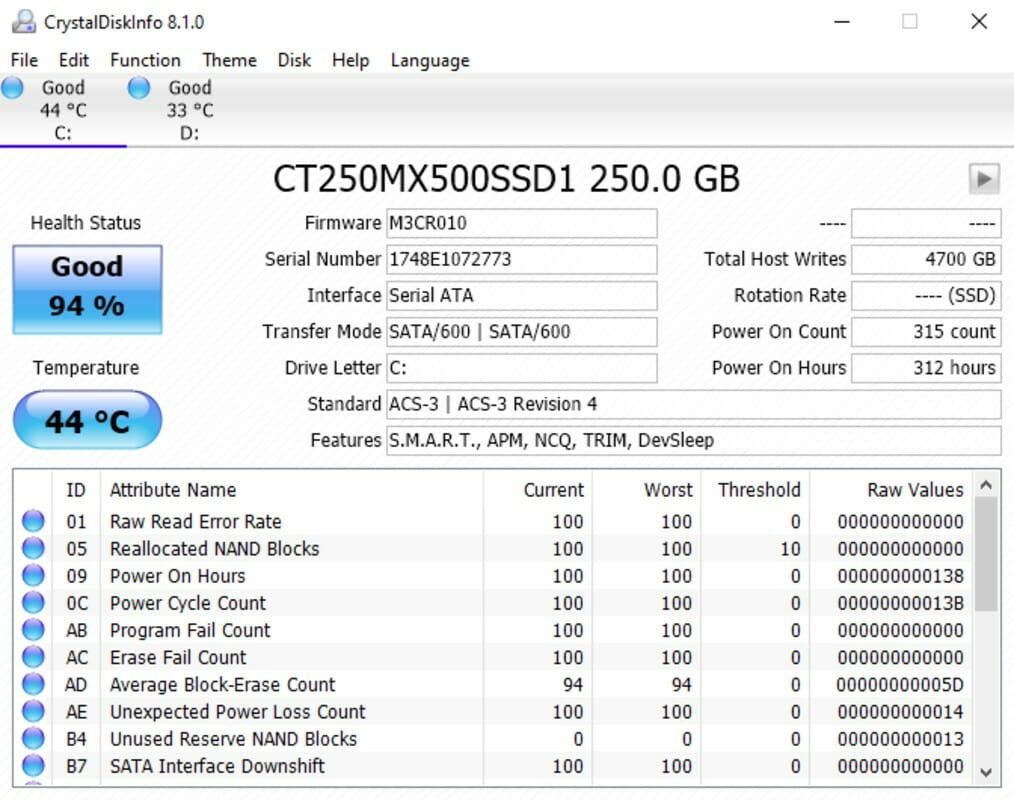 CrystalDiskInfo 8.1.0
File Edit Function Theme Disk Help Language
Good Good
44 °C 33 °C
C: D:
CT250MX500SSD1 250.0 GB
Health Status
Good
94 %
Temperature
44 °C
Firmware M3CR010 ---- ----
Serial Number 1748E1072773 Total Host Writes 4700 GB
Interface Serial ATA Rotation Rate ---- (SSD)
Transfer Mode SATA/600 | SATA/600 Power On Count 315 count
Drive Letter C: Power On Hours 312 hours
Standard ACS-3 | ACS-3 Revision 4
Features S.M.A.R.T., APM, NCQ, TRIM, DevSleep
ID Attribute Name Current Worst Threshold Raw Values
01 Raw Read Error Rate 100 100 0 000000000000
05 Reallocated NAND Blocks 100 100 10 000000000000
09 Power On Hours 100 100 0 000000000138
0C Power Cycle Count 100 100 0 00000000013B
AB Program Fail Count 100 100 0 000000000000
AC Erase Fail Count 100 100 0 000000000000
AD Average Block-Erase Count 94 94 0 00000000005D
AE Unexpected Power Loss Count 100 100 0 000000000014
B4 Unused Reserve NAND Blocks 0 0 0 000000000013
B7 SATA Interface Downshift 100 100 0 000000000000